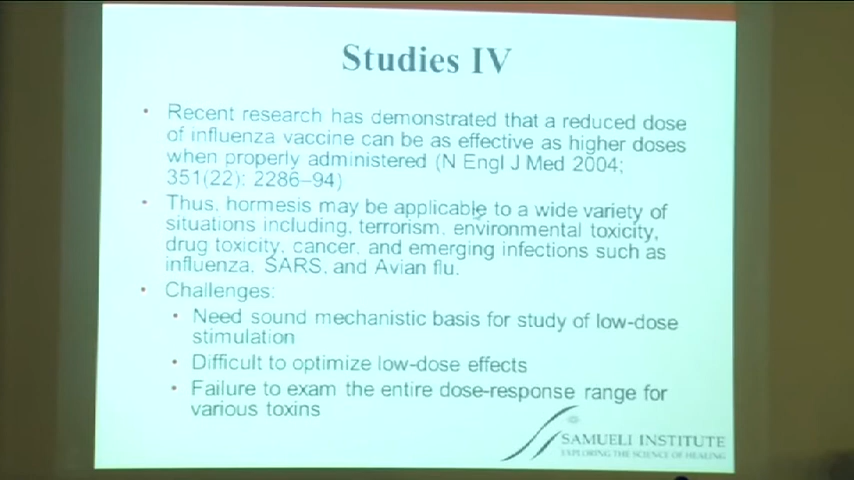 Studies IV
• Recent research has demonstrated that a reduced dose
of influenza vaccine can be as effective as higher doses
when properly administered (N Engl J Med 2004;
351(22): 2286–94)
• Thus, hormesis may be applicable to a wide variety of
situations including, terrorism, environmental toxicity,
drug toxicity, cancer, and emerging infections such as
influenza, SARS, and Avian flu.
• Challenges:
• Need sound mechanistic basis for study of low-dose
stimulation
• Difficult to optimize low-dose effects
• Failure to exam the entire dose-response range for
various toxins
SAMUELI INSTITUTE
EXPLORING THE SCIENCE OF HEALING